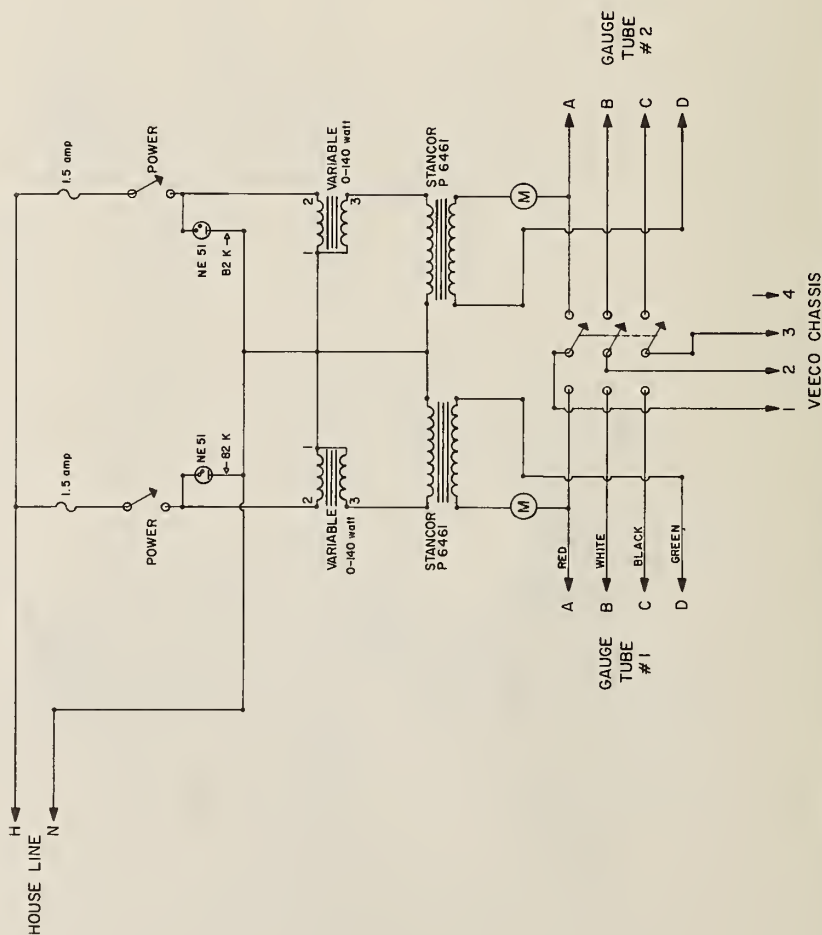 HOUSE LINE
H
N
1.5 amp
POWER
NE 51
82 K
1.5 amp
POWER
NE 51
82 K
VARIABLE
0-140 watt
1
2
3
VARIABLE
0-140 watt
1
2
3
STANCOR
P 6461
STANCOR
P 6461
M
M
GAUGE
TUBE
#1
A
B
C
D
RED
WHITE
BLACK
GREEN
GAUGE
TUBE
#2
A
B
C
D
1
2
3
4
VEECO CHASSIS